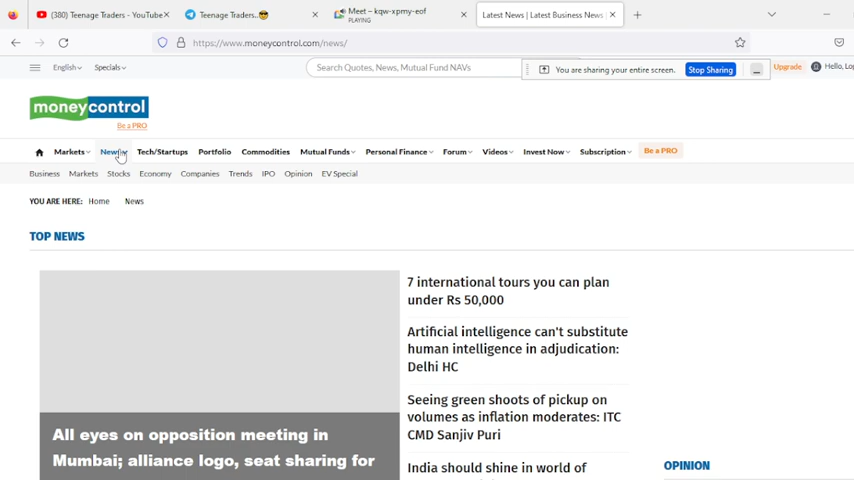 (380) Teenage Traders - YouTube
Teenage Traders..😎
Meet – kqw-xpmy-eof
PLAYING
Latest News | Latest Business News |
https://www.moneycontrol.com/news/
English
Specials
Search Quotes, News, Mutual Fund NAVs
You are sharing your entire screen.
Stop Sharing
Upgrade
Hello, Log
moneycontrol
Be a PRO
Markets
News
Tech/Startups
Portfolio
Commodities
Mutual Funds
Personal Finance
Forum
Videos
Invest Now
Subscription
Be a PRO
Business
Markets
Stocks
Economy
Companies
Trends
IPO
Opinion
EV Special
YOU ARE HERE:
Home
News
TOP NEWS
All eyes on opposition meeting in
Mumbai; alliance logo, seat sharing for
7 international tours you can plan
under Rs 50,000
Artificial intelligence can't substitute
human intelligence in adjudication:
Delhi HC
Seeing green shoots of pickup on
volumes as inflation moderates: ITC
CMD Sanjiv Puri
India should shine in world of
OPINION